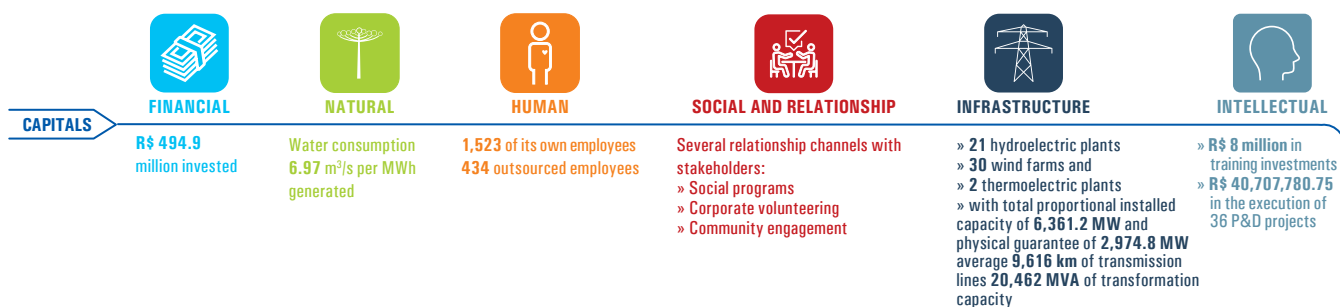 CAPITALS
FINANCIAL
R$ 494.9
million invested
NATURAL
Water consumption
6.97 m³/s per MWh
generated
HUMAN
1,523 of its own employees
434 outsourced employees
SOCIAL AND RELATIONSHIP
Several relationship channels with
stakeholders:
» Social programs
» Corporate volunteering
» Community engagement
INFRASTRUCTURE
» 21 hydroelectric plants
» 30 wind farms and
» 2 thermoelectric plants
» with total proportional installed
capacity of 6,361.2 MW and
physical guarantee of 2,974.8 MW
average 9,616 km of transmission
lines 20,462 MVA of transformation
capacity
INTELLECTUAL
» R$ 8 million in
training investments
» R$ 40,707,780.75
in the execution of
36 P&D projects